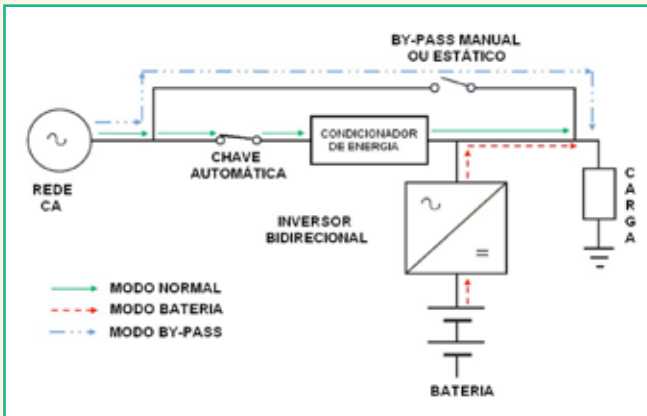 BY-PASS MANUAL
OU ESTÁTICO
CONDICIONADOR
DE ENERGIA
CHAVE
AUTOMÁTICA
REDE
CA
CARGA
INVERSOR
BIDIRECIONAL
MODO NORMAL
MODO BATERIA
MODO BY-PASS
BATERIA